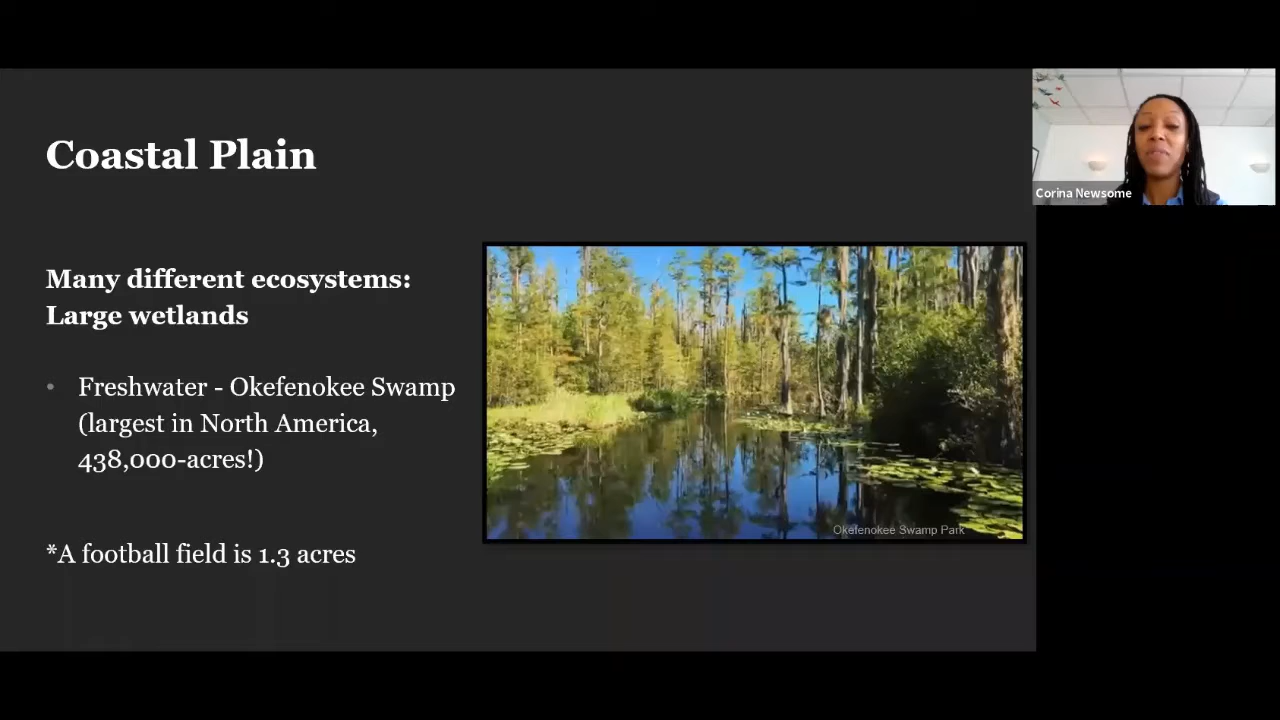 Coastal Plain
Corina Newsome
Many different ecosystems:
Large wetlands
• Freshwater - Okefenokee Swamp
(largest in North America,
438,000-acres!)
Okefenokee Swamp Park
*A football field is 1.3 acres